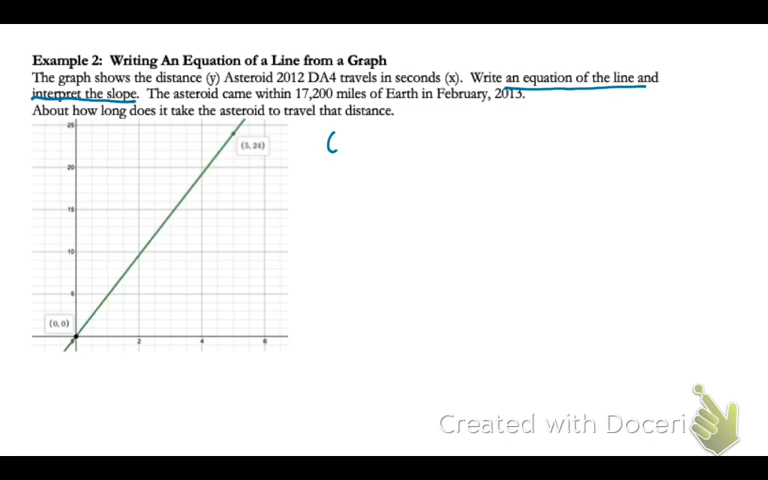 Example 2: Writing An Equation of a Line from a Graph
The graph shows the distance (y) Asteroid 2012 DA4 travels in seconds (x). Write an equation of the line and
interpret the slope. The asteroid came within 17,200 miles of Earth in February, 2013.
About how long does it take the asteroid to travel that distance.
25
(5, 24)
(
20
15
10
5
(0, 0)
2
4
6
Created with Doceri